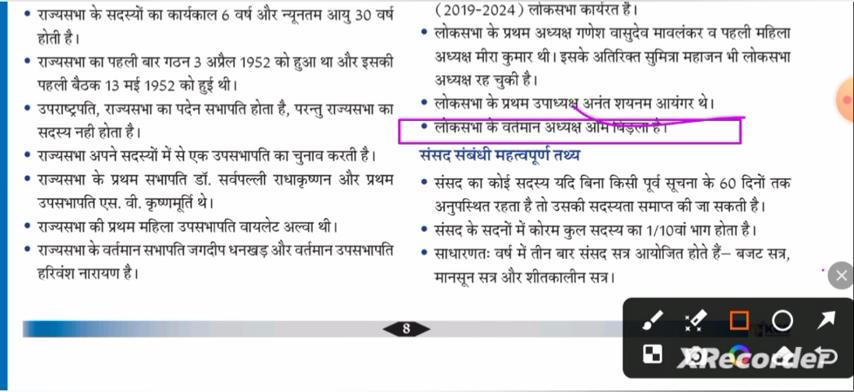 • राज्यसभा के सदस्यों का कार्यकाल 6 वर्ष और न्यूनतम आयु 30 वर्ष
होती है।
• राज्यसभा का पहली बार गठन 3 अप्रैल 1952 को हुआ था और इसकी
पहली बैठक 13 मई 1952 को हुई थी।
• उपराष्ट्रपति, राज्यसभा का पदेन सभापति होता है, परन्तु राज्यसभा का
सदस्य नही होता है।
• राज्यसभा अपने सदस्यों में से एक उपसभापति का चुनाव करती है।
• राज्यसभा के प्रथम सभापति डॉ. सर्वपल्ली राधाकृष्णन और प्रथम
उपसभापति एस. वी. कृष्णमूर्ति थे।
• राज्यसभा की प्रथम महिला उपसभापति वायलेट अल्वा थी।
• राज्यसभा के वर्तमान सभापति जगदीप धनखड़ और वर्तमान उपसभापति
हरिवंश नारायण है।
(2019-2024) लोकसभा कार्यरत है।
• लोकसभा के प्रथम अध्यक्ष गणेश वासुदेव मावलंकर व पहली महिला
अध्यक्ष मीरा कुमार थी। इसके अतिरिक्त सुमित्रा महाजन भी लोकसभा
अध्यक्ष रह चुकी है।
• लोकसभा के प्रथम उपाध्यक्ष अनंत शयनम आयंगर थे।
• लोकसभा के वर्तमान अध्यक्ष ओम बिड़ला है।
संसद संबंधी महत्वपूर्ण तथ्य
• संसद का कोई सदस्य यदि बिना किसी पूर्व सूचना के 60 दिनों तक
अनुपस्थित रहता है तो उसकी सदस्यता समाप्त की जा सकती है।
• संसद के सदनों में कोरम कुल सदस्य का 1/10वां भाग होता है।
• साधारणतः वर्ष में तीन बार संसद सत्र आयोजित होते हैं– बजट सत्र,
मानसून सत्र और शीतकालीन सत्र।
8
XRecorder